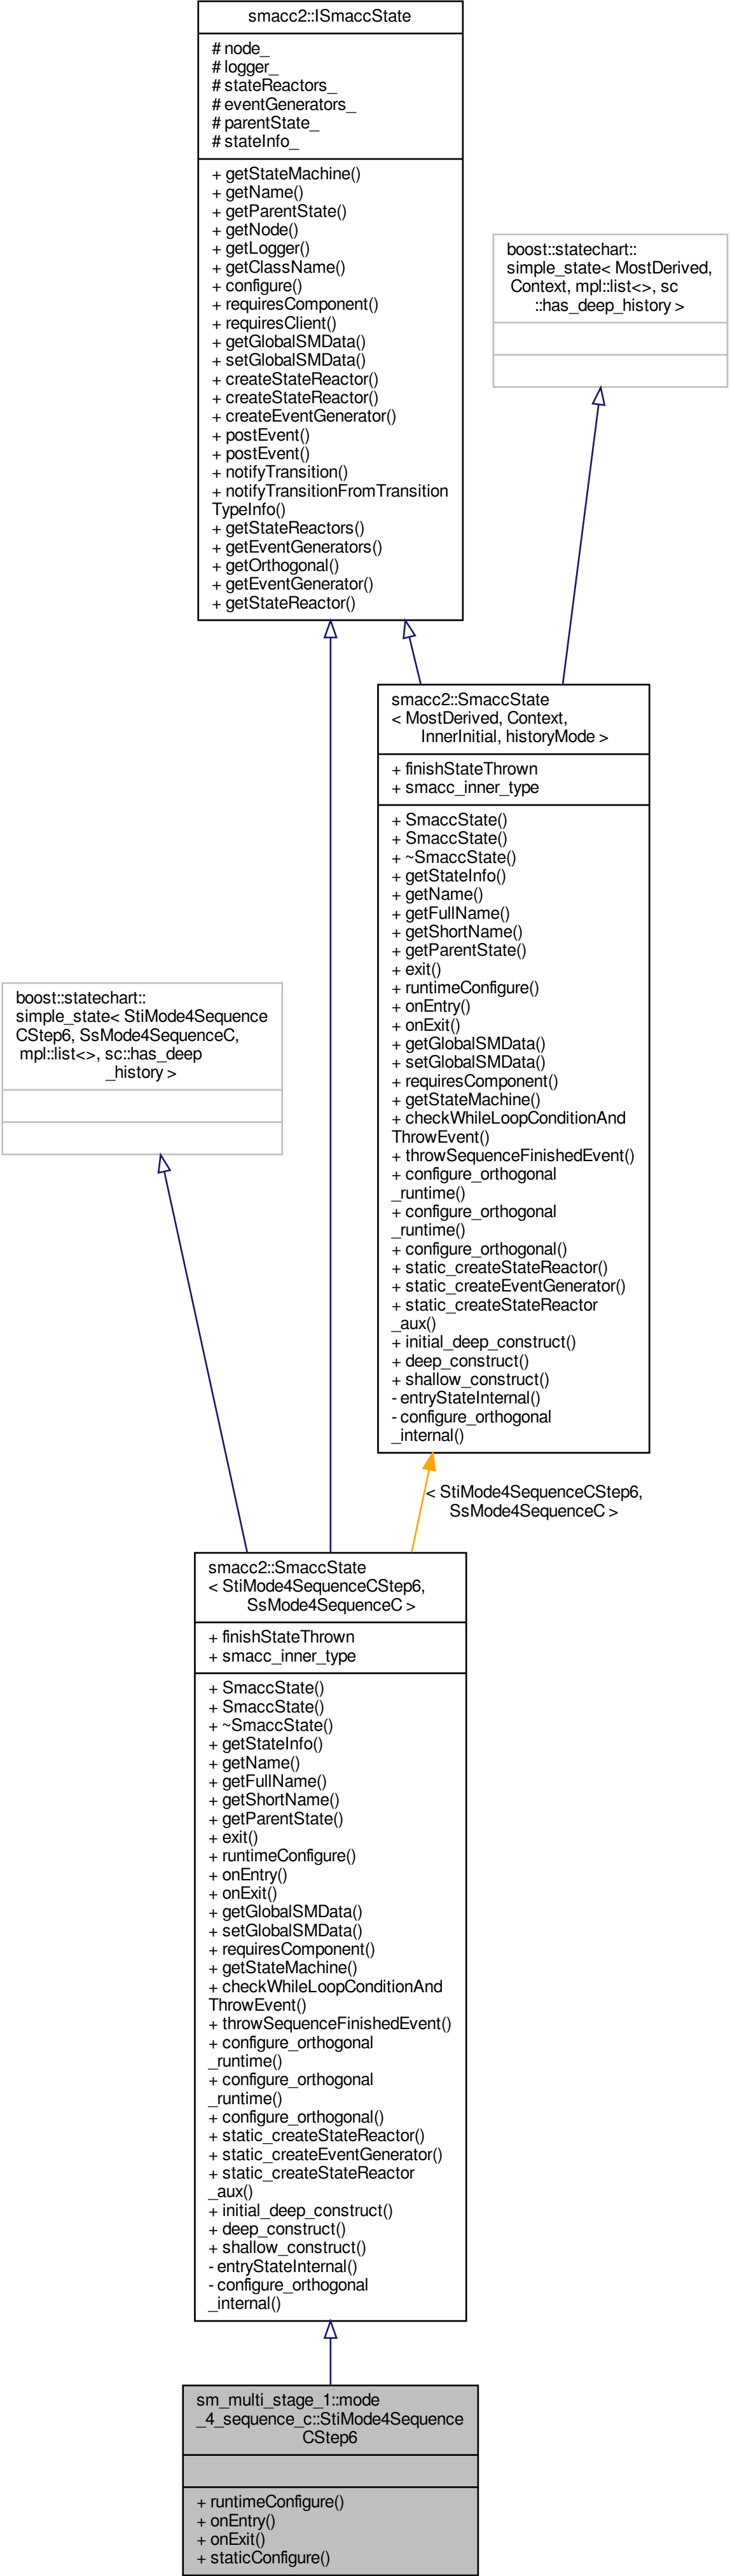 smacc2::ISmaccState
# node_
# logger_
# stateReactors_
# eventGenerators_
# parentState_
# stateInfo_
+ getStateMachine()
+ getName()
+ getParentState()
+ getNode()
+ getLogger()
+ getClassName()
+ configure()
+ requiresComponent()
+ requiresClient()
+ getGlobalSMData()
+ setGlobalSMData()
+ createStateReactor()
+ createStateReactor()
+ createEventGenerator()
+ postEvent()
+ postEvent()
+ notifyTransition()
+ notifyTransitionFromTransition
TypeInfo()
+ getStateReactors()
+ getEventGenerators()
+ getOrthogonal()
+ getEventGenerator()
+ getStateReactor()
boost::statechart::
simple_state< MostDerived,
Context, mpl::list<>, sc
::has_deep_history >
smacc2::SmaccState
< MostDerived, Context,
InnerInitial, historyMode >
+ finishStateThrown
+ smacc_inner_type
+ SmaccState()
+ SmaccState()
+ ~SmaccState()
+ getStateInfo()
+ getName()
+ getFullName()
+ getShortName()
+ getParentState()
+ exit()
+ runtimeConfigure()
+ onEntry()
+ onExit()
+ getGlobalSMData()
+ setGlobalSMData()
+ requiresComponent()
+ getStateMachine()
+ checkWhileLoopConditionAnd
ThrowEvent()
+ throwSequenceFinishedEvent()
+ configure_orthogonal
_runtime()
+ configure_orthogonal
_runtime()
+ configure_orthogonal()
+ static_createStateReactor()
+ static_createEventGenerator()
+ static_createStateReactor
_aux()
+ initial_deep_construct()
+ deep_construct()
+ shallow_construct()
- entryStateInternal()
- configure_orthogonal
_internal()
boost::statechart::
simple_state< StiMode4Sequence
CStep6, SsMode4SequenceC,
mpl::list<>, sc::has_deep
_history >
< StiMode4SequenceCStep6,
SsMode4SequenceC >
smacc2::SmaccState
< StiMode4SequenceCStep6,
SsMode4SequenceC >
+ finishStateThrown
+ smacc_inner_type
+ SmaccState()
+ SmaccState()
+ ~SmaccState()
+ getStateInfo()
+ getName()
+ getFullName()
+ getShortName()
+ getParentState()
+ exit()
+ runtimeConfigure()
+ onEntry()
+ onExit()
+ getGlobalSMData()
+ setGlobalSMData()
+ requiresComponent()
+ getStateMachine()
+ checkWhileLoopConditionAnd
ThrowEvent()
+ throwSequenceFinishedEvent()
+ configure_orthogonal
_runtime()
+ configure_orthogonal
_runtime()
+ configure_orthogonal()
+ static_createStateReactor()
+ static_createEventGenerator()
+ static_createStateReactor
_aux()
+ initial_deep_construct()
+ deep_construct()
+ shallow_construct()
- entryStateInternal()
- configure_orthogonal
_internal()
sm_multi_stage_1::mode
_4_sequence_c::StiMode4Sequence
CStep6
+ runtimeConfigure()
+ onEntry()
+ onExit()
+ staticConfigure()